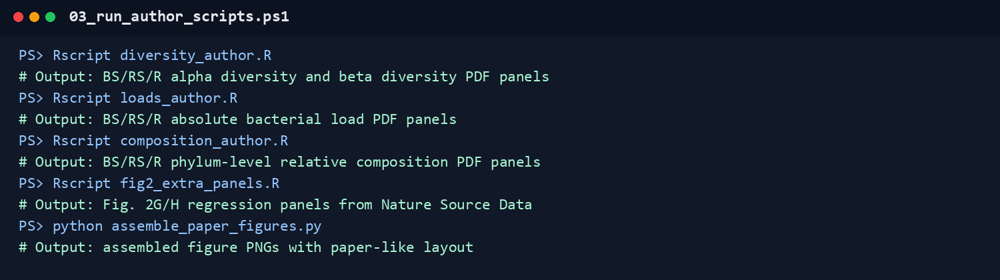 03_run_author_scripts.ps1
PS> Rscript diversity_author.R
# Output: BS/RS/R alpha diversity and beta diversity PDF panels
PS> Rscript loads_author.R
# Output: BS/RS/R absolute bacterial load PDF panels
PS> Rscript composition_author.R
# Output: BS/RS/R phylum-level relative composition PDF panels
PS> Rscript fig2_extra_panels.R
# Output: Fig. 2G/H regression panels from Nature Source Data
PS> python assemble_paper_figures.py
# Output: assembled figure PNGs with paper-like layout